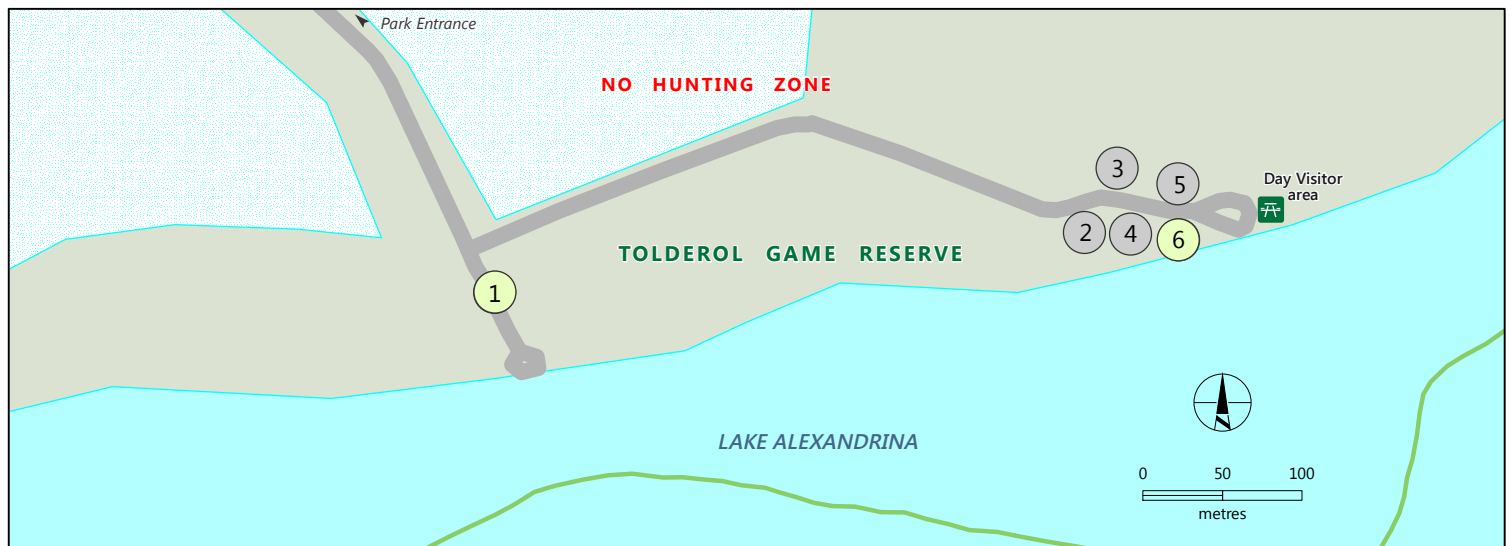 Park Entrance
NO HUNTING ZONE
3
5
Day Visitor
area
2
4
6
TOLDEROL GAME RESERVE
1
LAKE ALEXANDRINA
0 50 100
metres